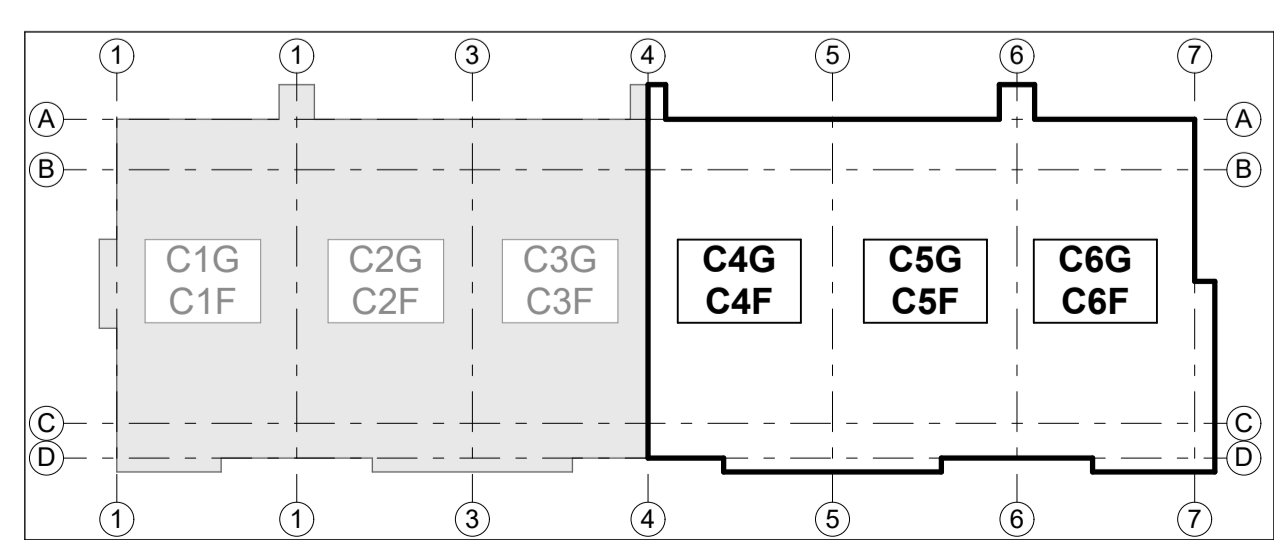 1 1 3 4 5 6 7
A A
B B
C1G C2G C3G C4G C5G C6G
C1F C2F C3F C4F C5F C6F
C C
D D
1 1 3 4 5 6 7